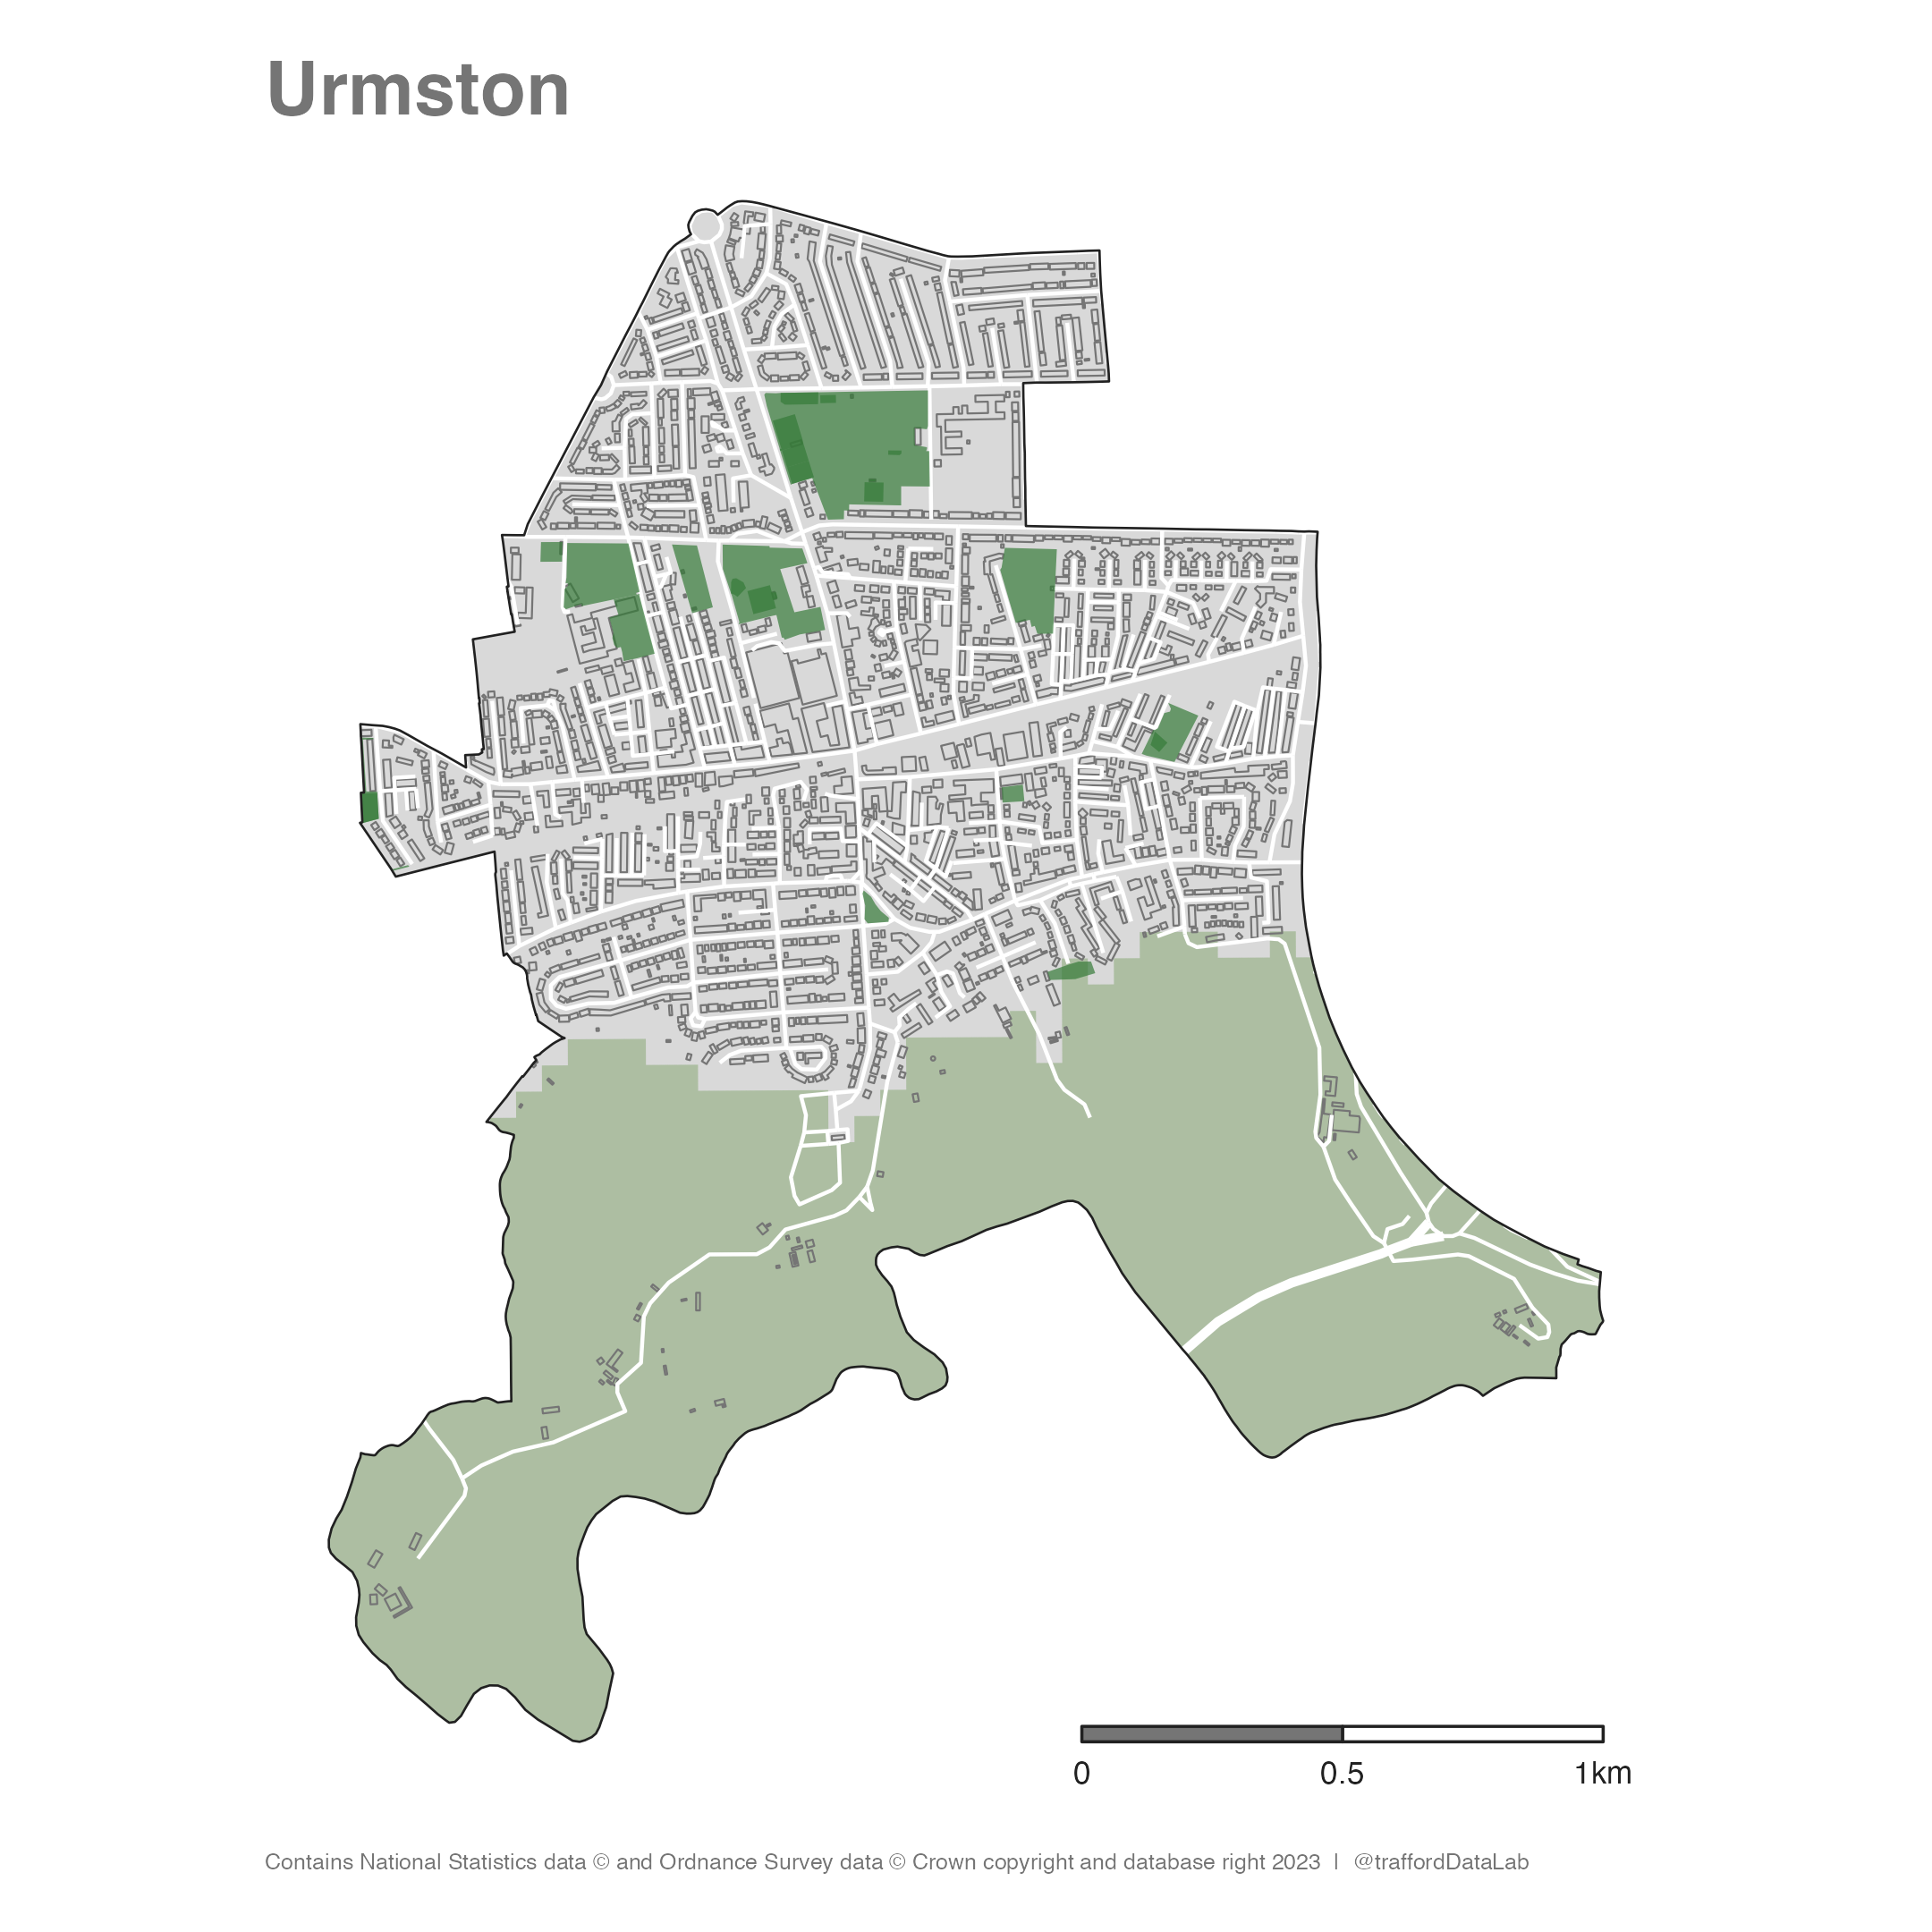 Urmston
0 0.5 1km
Contains National Statistics data © and Ordnance Survey data © Crown copyright and database right 2023 | @traffordDataLab